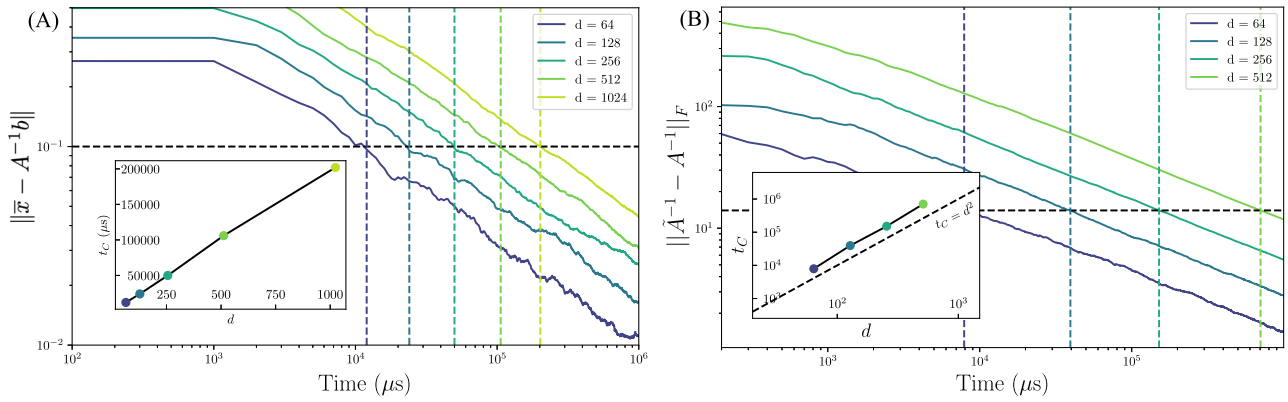 (A)
d = 64
d = 128
d = 256
d = 512
d = 1024
‖x̅ − A⁻¹b‖
10⁻¹
10⁻²
10² 10³ 10⁴ 10⁵ 10⁶
Time (μs)
200000
150000
100000
50000
t_C (μs)
250 500 750 1000
d
(B)
d = 64
d = 128
d = 256
d = 512
||Ã⁻¹ − A⁻¹||_F
10²
10¹
10³ 10⁴ 10⁵
Time (μs)
10⁶
10⁵
10⁴
10³
t_C
t_C = d²
10² 10³
d